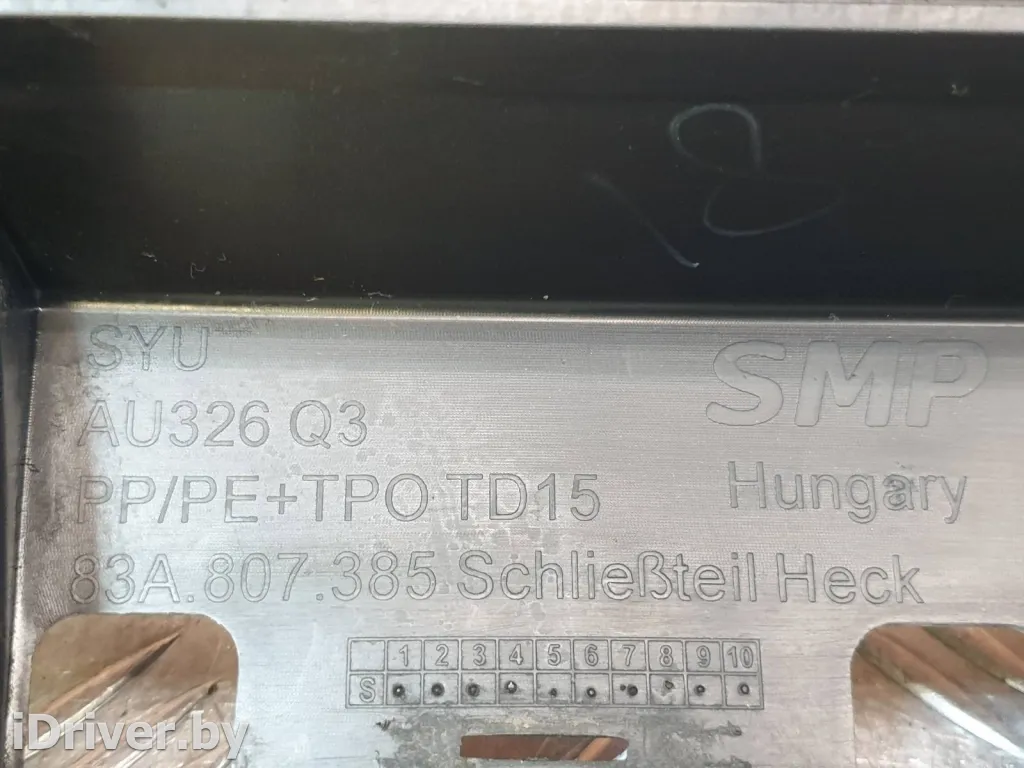 18
SYU
SMP
AU326 Q3
Hungary
PP/PE+TPO TD15
83A.807.385 Schließteil Heck
1 2 3 4 5 6 7 8 9 10
S
iDriver.by